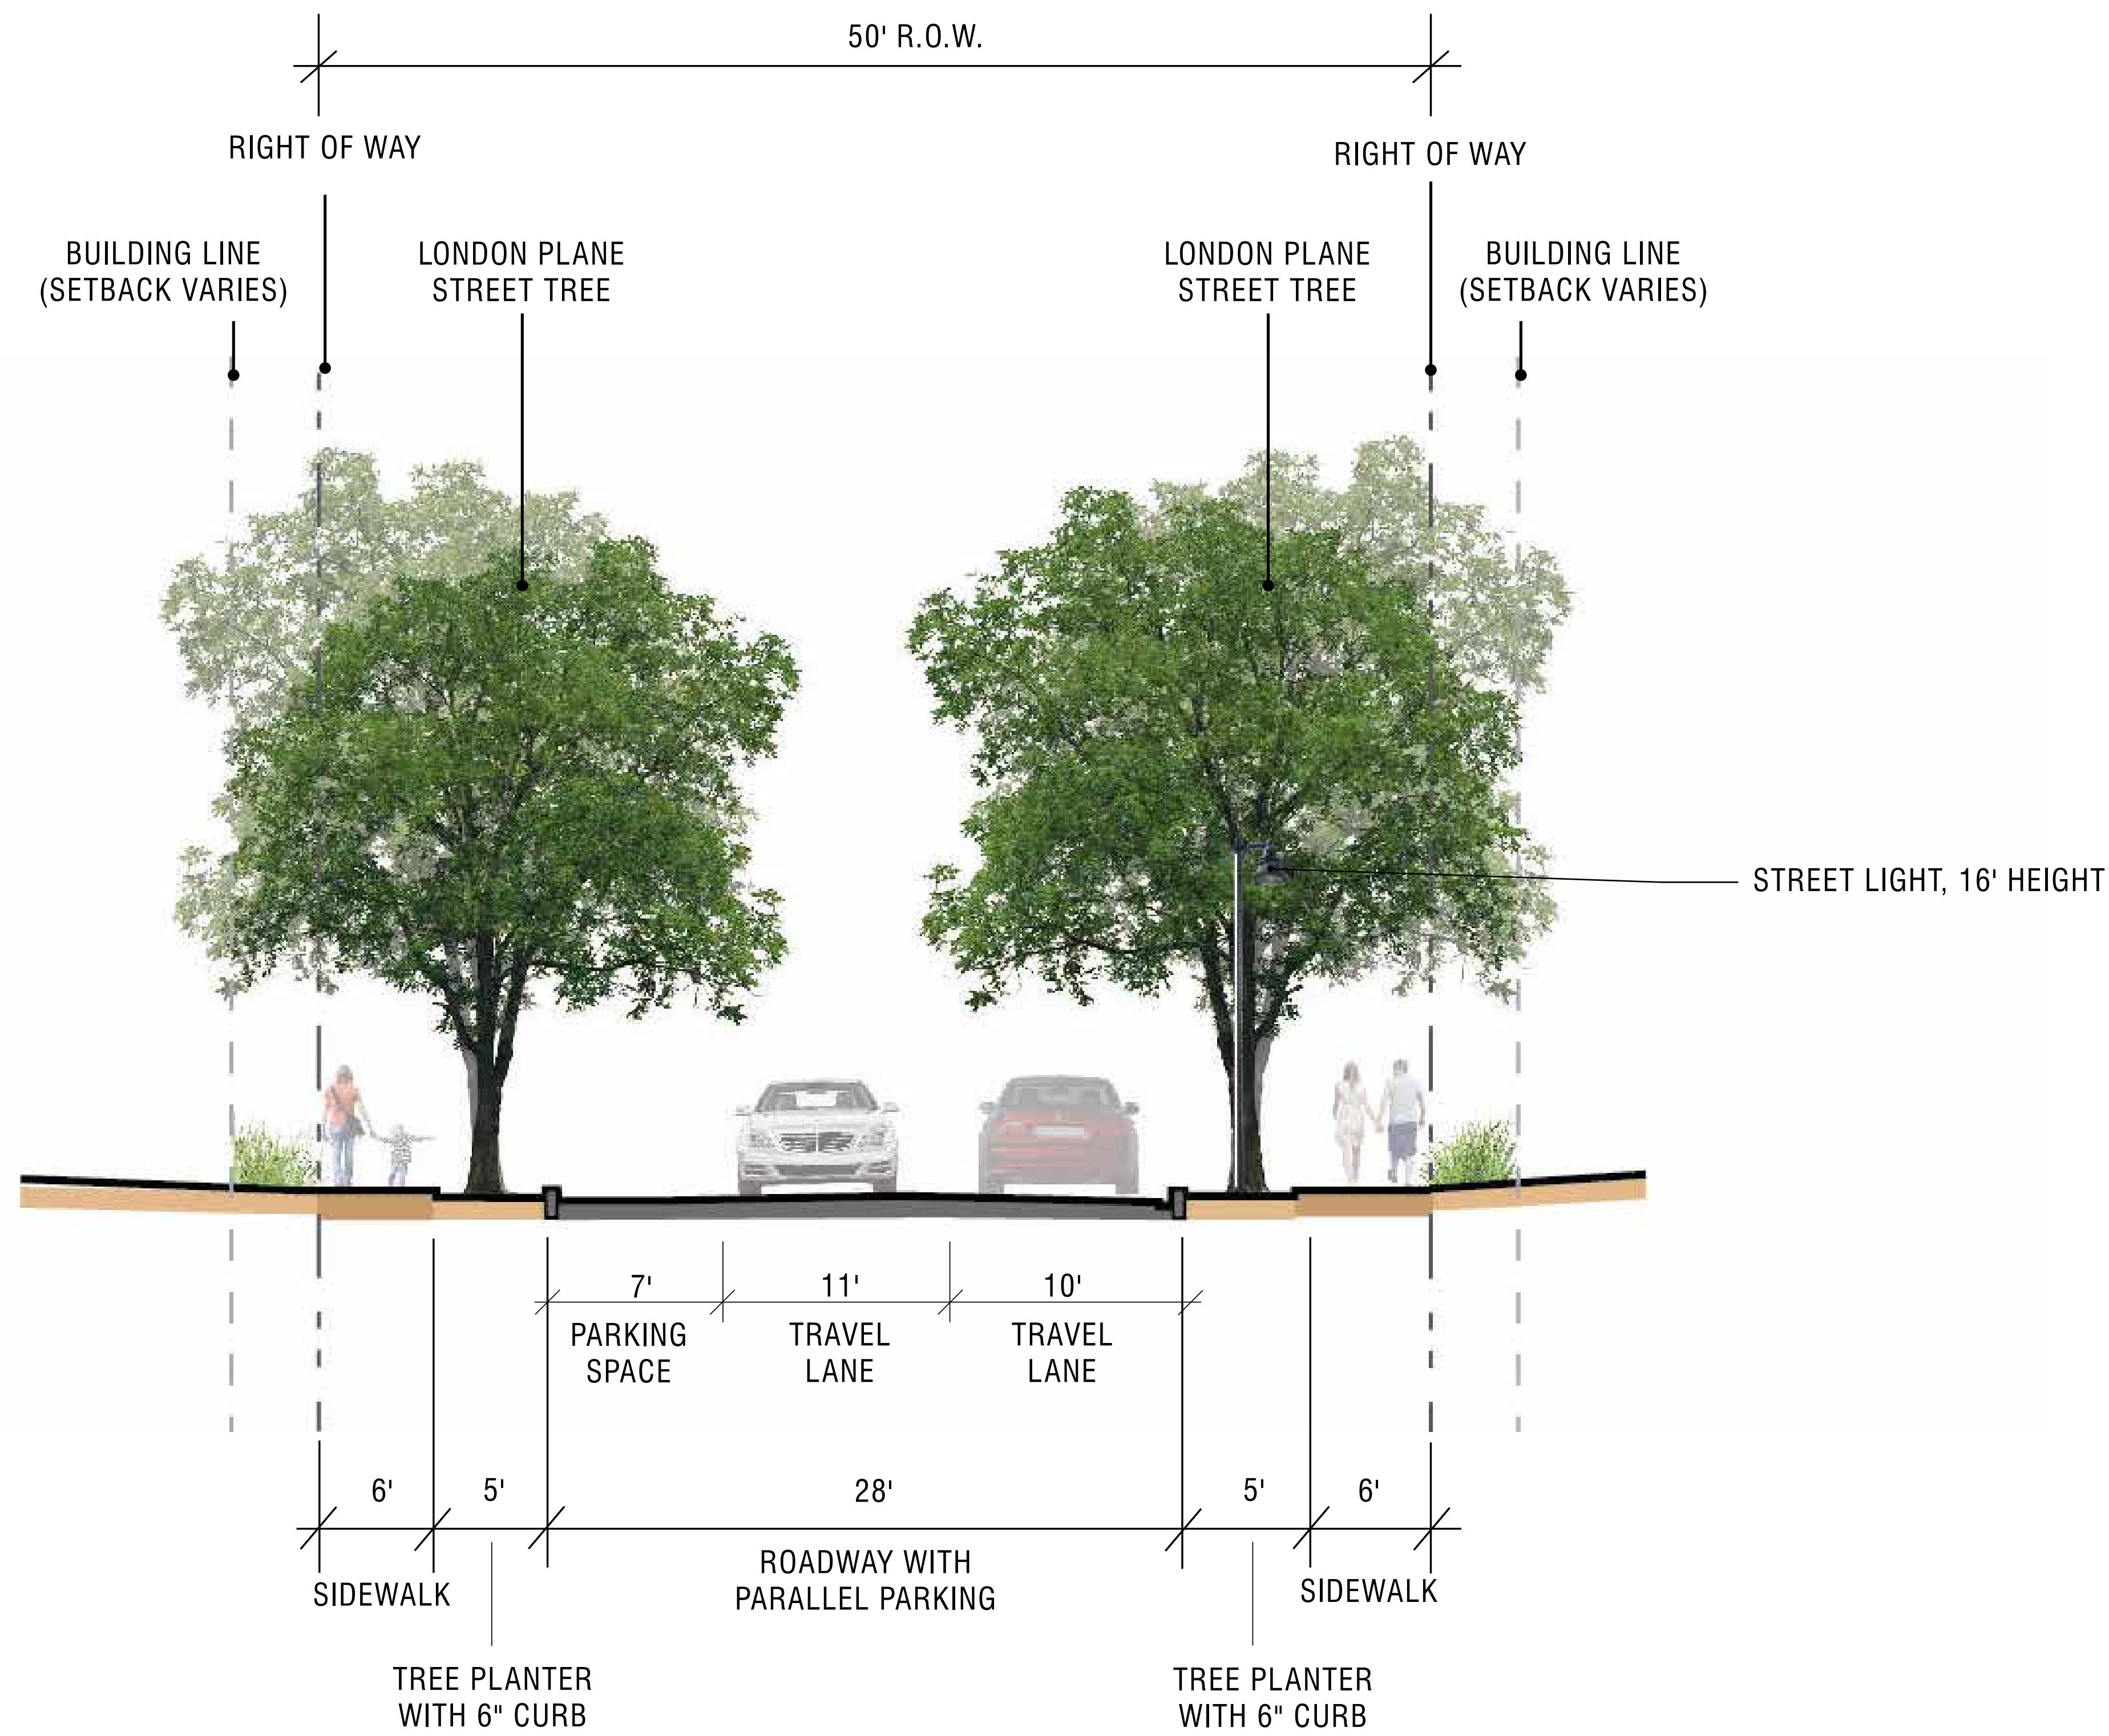 50' R.O.W.
RIGHT OF WAY
RIGHT OF WAY
BUILDING LINE
(SETBACK VARIES)
LONDON PLANE
STREET TREE
LONDON PLANE
STREET TREE
BUILDING LINE
(SETBACK VARIES)
STREET LIGHT, 16' HEIGHT
7'
PARKING
SPACE
11'
TRAVEL
LANE
10'
TRAVEL
LANE
6'
5'
28'
5'
6'
SIDEWALK
ROADWAY WITH
PARALLEL PARKING
SIDEWALK
TREE PLANTER
WITH 6" CURB
TREE PLANTER
WITH 6" CURB